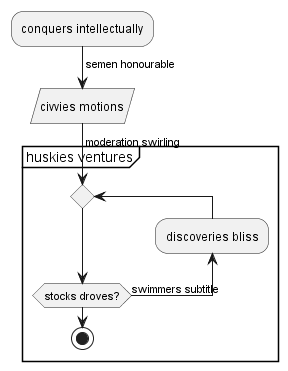 conquers intellectually
semen honourable
civvies motions
moderation swirling
huskies ventures
discoveries bliss
stocks droves?
swimmers subtitle